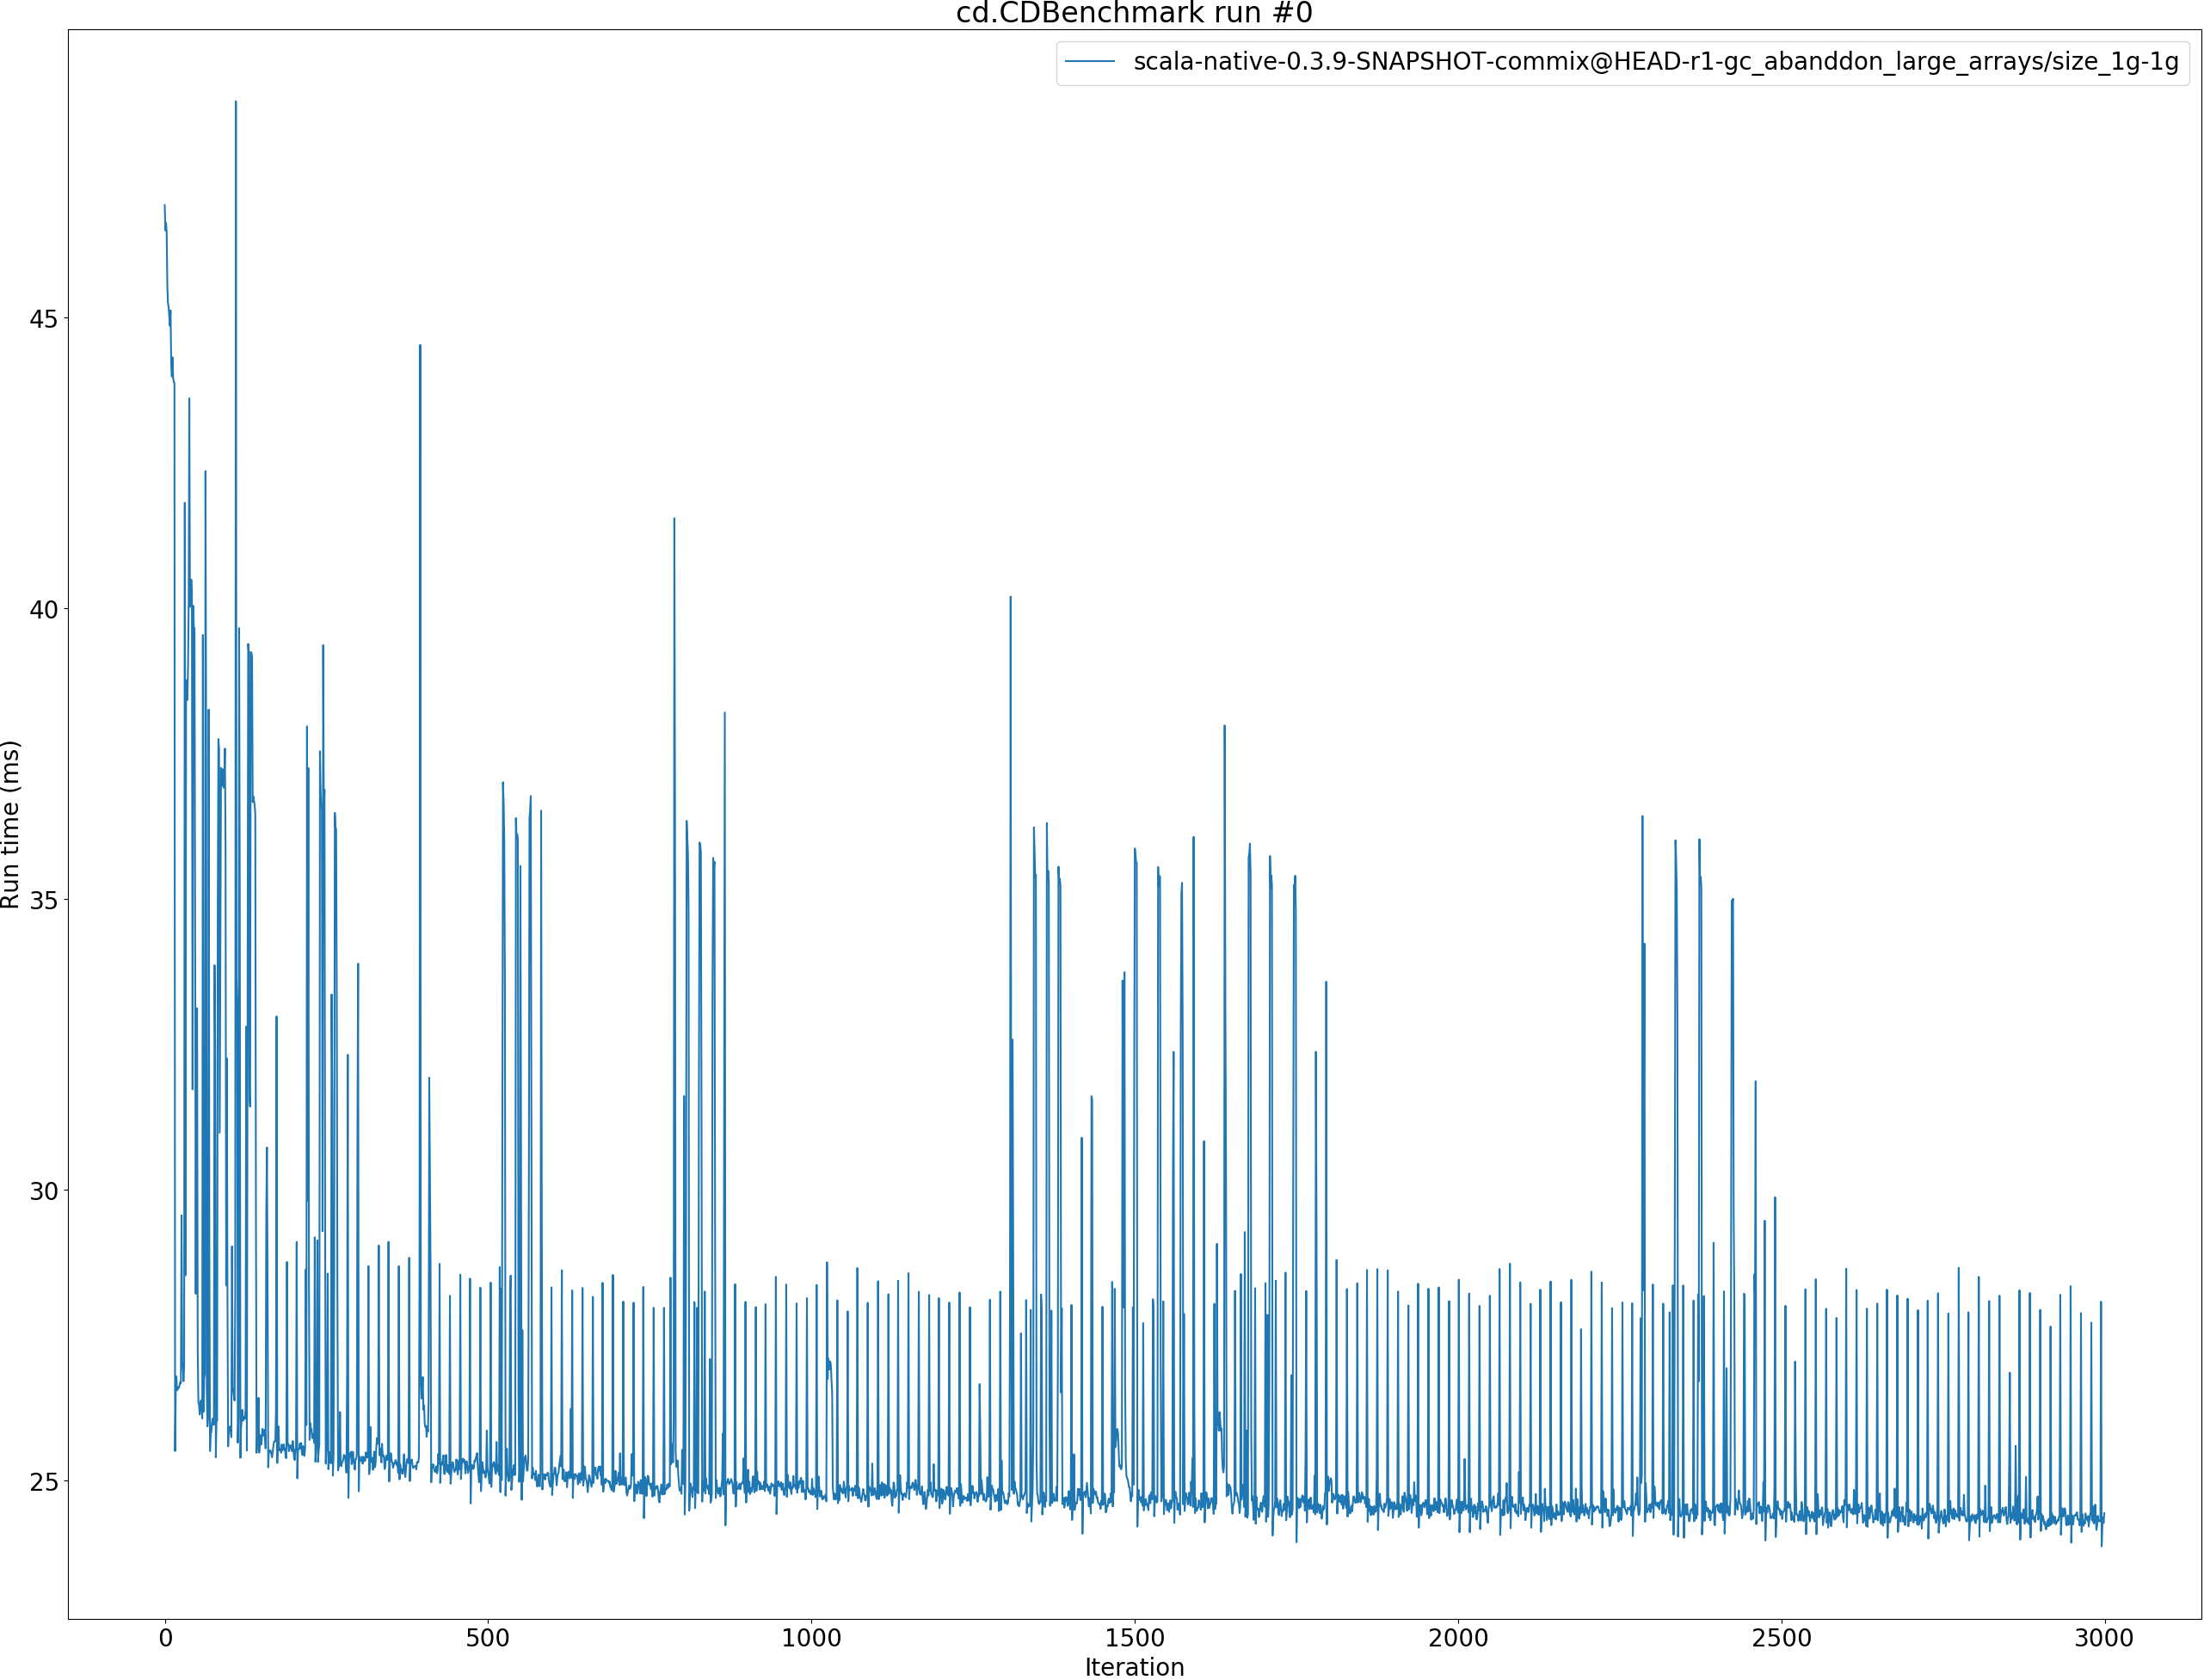 cd.CDBenchmark run #0
scala-native-0.3.9-SNAPSHOT-commix@HEAD-r1-gc_abanddon_large_arrays/size_1g-1g
45
40
35
30
25
Run time (ms)
0 500 1000 1500 2000 2500 3000
Iteration